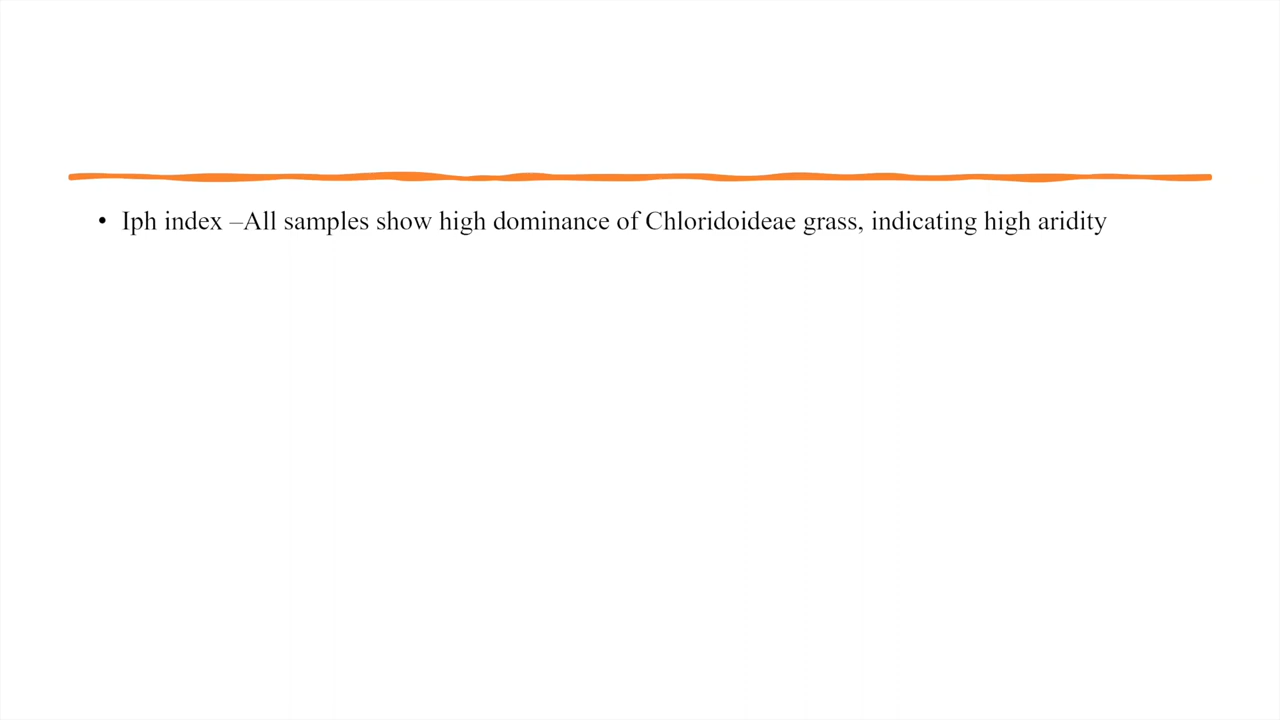 • Iph index –All samples show high dominance of Chloridoideae grass, indicating high aridity